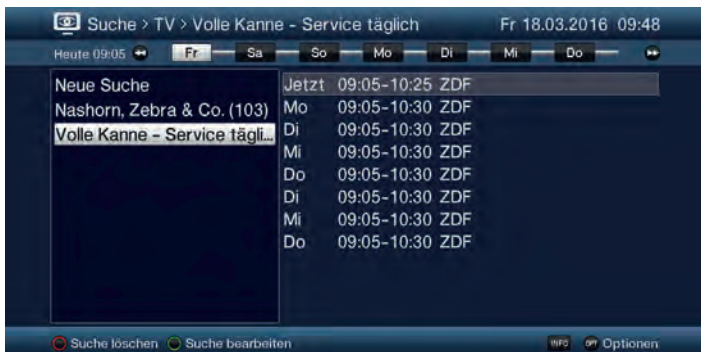 Suche > TV > Volle Kanne - Service täglich Fr 18.03.2016 09:48
Heute 09:05 Fr Sa So Mo Di Mi Do
Neue Suche
Nashorn, Zebra & Co. (103)
Volle Kanne - Service tägli...
Jetzt 09:05-10:25 ZDF
Mo 09:05-10:30 ZDF
Di 09:05-10:30 ZDF
Mi 09:05-10:30 ZDF
Do 09:05-10:30 ZDF
Di 09:05-10:30 ZDF
Mi 09:05-10:30 ZDF
Do 09:05-10:30 ZDF
Suche löschen Suche bearbeiten INFO OPT Optionen